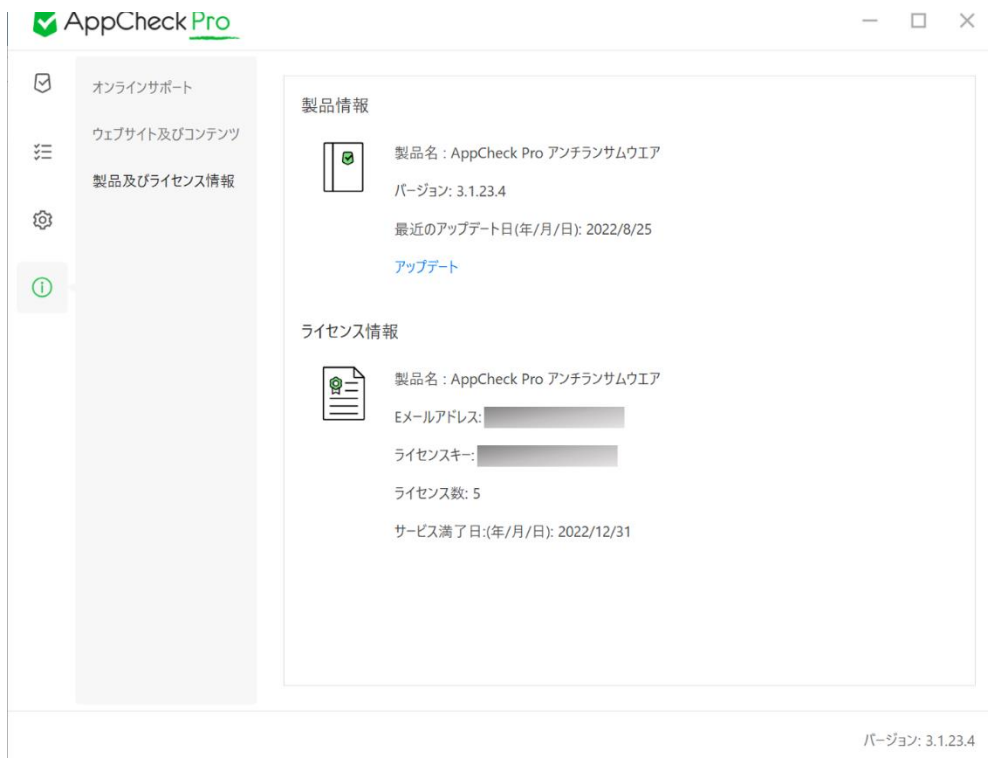 AppCheck Pro
オンラインサポート
ウェブサイト及びコンテンツ
製品及びライセンス情報
製品情報
製品名 : AppCheck Pro アンチランサムウエア
バージョン: 3.1.23.4
最近のアップデート日(年/月/日): 2022/8/25
アップデート
ライセンス情報
製品名 : AppCheck Pro アンチランサムウエア
Eメールアドレス:
ライセンスキー:
ライセンス数: 5
サービス満了日:(年/月/日): 2022/12/31
バージョン: 3.1.23.4